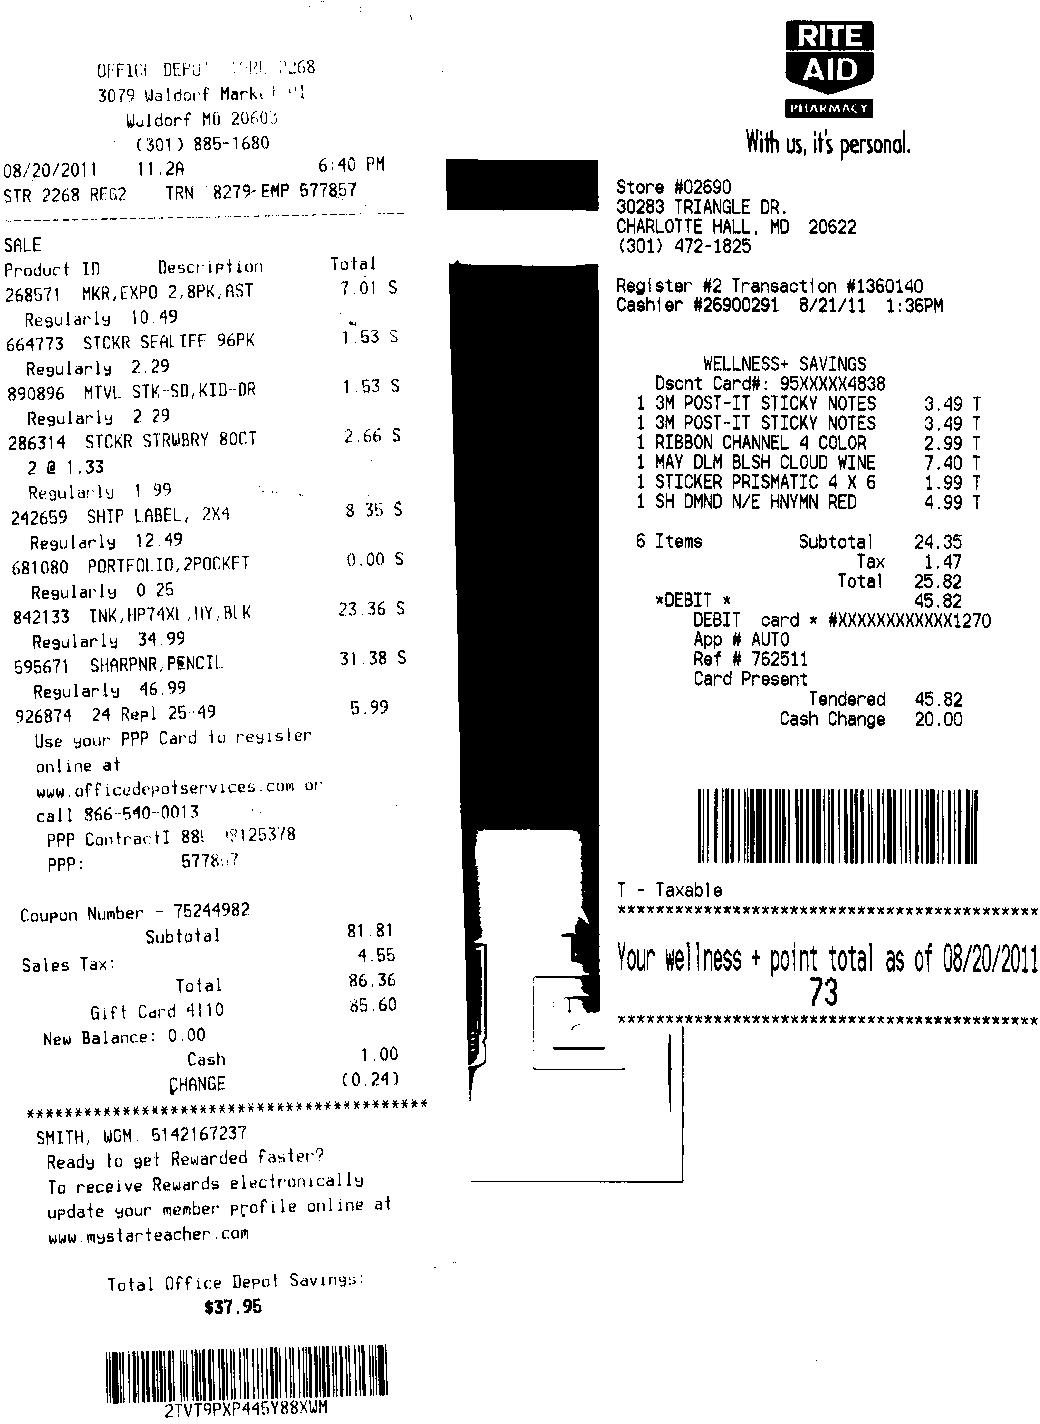 OFFICE DEPOT 2268
3079 Waldorf Market Pl
Waldorf MD 20603
(301) 885-1680
08/20/2011 11.2A 6:40 PM
STR 2268 REG2 TRN 8279-EMP 577857
SALE
Product ID Description Total
268571 MKR,EXPO 2,8PK,AST 7.01 S
Regularly 10.49
664773 STCKR SEALIFF 96PK 1.53 S
Regularly 2.29
890896 MTVL STK-SD,KID-DR 1.53 S
Regularly 2.29
286314 STCKR STRWBRY 80CT 2.66 S
2 @ 1.33
Regularly 1.99
242659 SHIP LABEL, 2X4 8.35 S
Regularly 12.49
681080 PORTFOLIO,2POCKET 0.00 S
Regularly 0.25
842133 INK,HP74XL,HY,BLK 23.36 S
Regularly 34.99
595671 SHARPNR,PENCIL 31.38 S
Regularly 46.99
926874 24 Repl 25-49 5.99
Use your PPP Card to register
online at
www.officedepotservices.com or
call 866-540-0013
PPP ContractI
PPP: 577857
Coupon Number - 75244982
Subtotal 81.81
Sales Tax: 4.55
Total 86.36
Gift Card 4110 85.60
New Balance: 0.00
Cash 1.00
CHANGE (0.24)
****************************************
SMITH, WGM. 5142167237
Ready to get Rewarded faster?
To receive Rewards electronically
update your member profile online at
www.mystarteacher.com
Total Office Depot Savings:
$37.95
2TVT9PXP445Y88XWM
RITE
AID
PHARMACY
With us, it's personal.
Store #02690
30283 TRIANGLE DR.
CHARLOTTE HALL, MD 20622
(301) 472-1825
Register #2 Transaction #1360140
Cashier #26900291 8/21/11 1:36PM
WELLNESS+ SAVINGS
Dscnt Card#: 95XXXXX4838
1 3M POST-IT STICKY NOTES 3.49 T
1 3M POST-IT STICKY NOTES 3.49 T
1 RIBBON CHANNEL 4 COLOR 2.99 T
1 MAY DLM BLSH CLOUD WINE 7.40 T
1 STICKER PRISMATIC 4 X 6 1.99 T
1 SH DMND N/E HNYMN RED 4.99 T
6 Items Subtotal 24.35
Tax 1.47
Total 25.82
*DEBIT * 45.82
DEBIT card * #XXXXXXXXXXXX1270
App # AUTO
Ref # 762511
Card Present
Tendered 45.82
Cash Change 20.00
T - Taxable
********************************************
Your wellness + point total as of 08/20/2011
73
********************************************